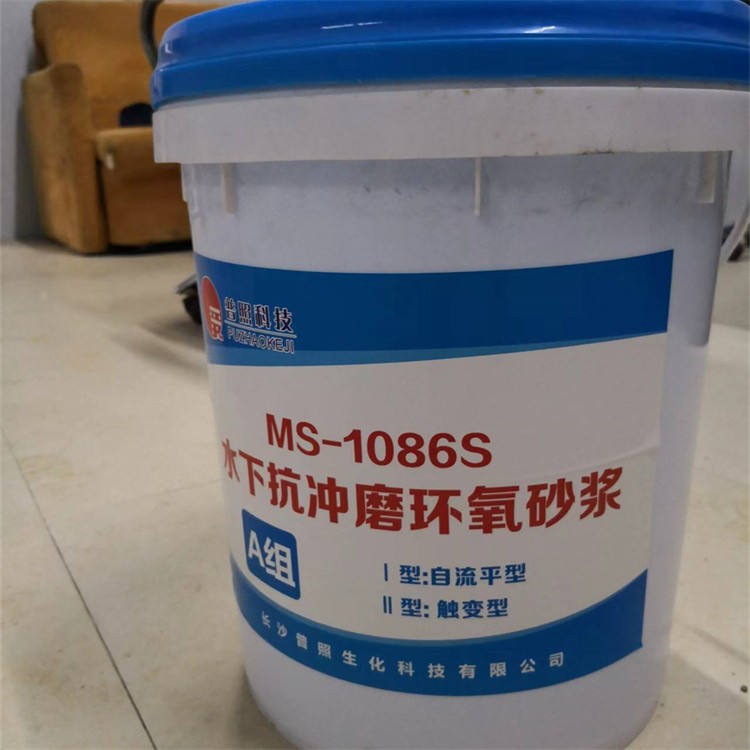 普照科技
PUZHAOKEJI
MS-1086S
水下抗冲磨环氧砂浆
A组
I型:自流平型
II型:触变型
长沙普照生化科技有限公司